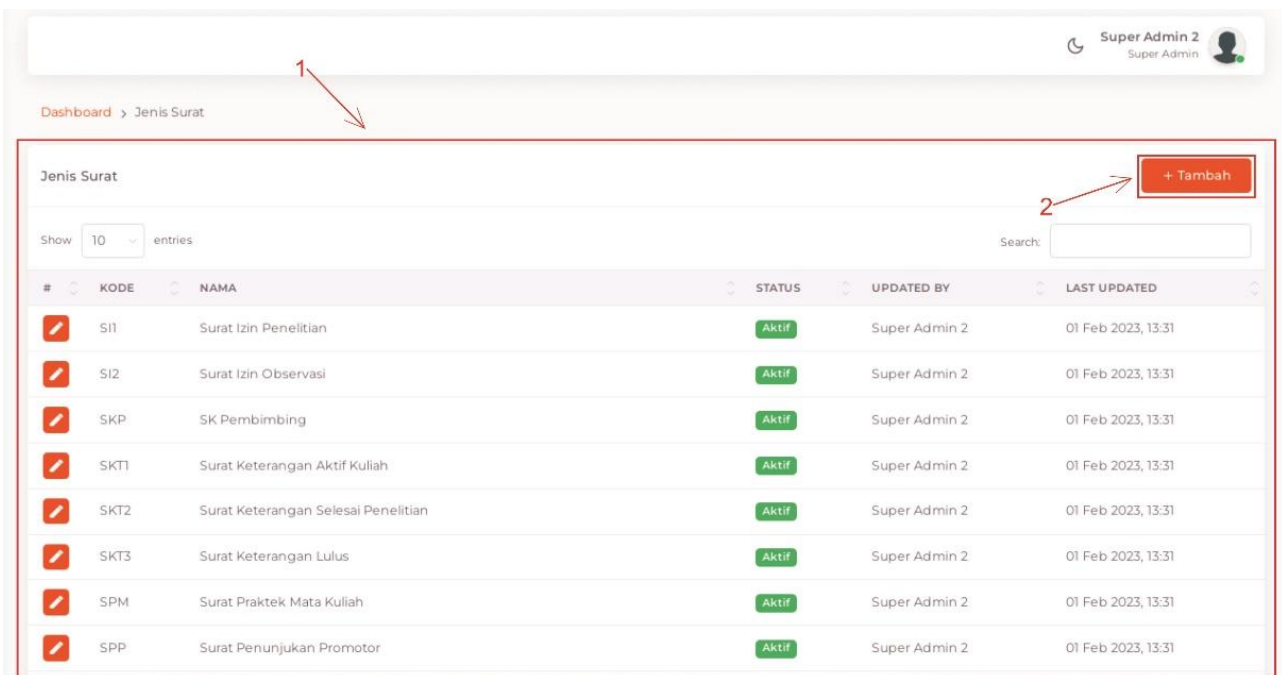 Super Admin 2
Super Admin
1
Dashboard > Jenis Surat
Jenis Surat
+ Tambah
2
Show 10 entries Search:
# KODE NAMA STATUS UPDATED BY LAST UPDATED
SI1 Surat Izin Penelitian Aktif Super Admin 2 01 Feb 2023, 13:31
SI2 Surat Izin Observasi Aktif Super Admin 2 01 Feb 2023, 13:31
SKP SK Pembimbing Aktif Super Admin 2 01 Feb 2023, 13:31
SKT1 Surat Keterangan Aktif Kuliah Aktif Super Admin 2 01 Feb 2023, 13:31
SKT2 Surat Keterangan Selesai Penelitian Aktif Super Admin 2 01 Feb 2023, 13:31
SKT3 Surat Keterangan Lulus Aktif Super Admin 2 01 Feb 2023, 13:31
SPM Surat Praktek Mata Kuliah Aktif Super Admin 2 01 Feb 2023, 13:31
SPP Surat Penunjukan Promotor Aktif Super Admin 2 01 Feb 2023, 13:31